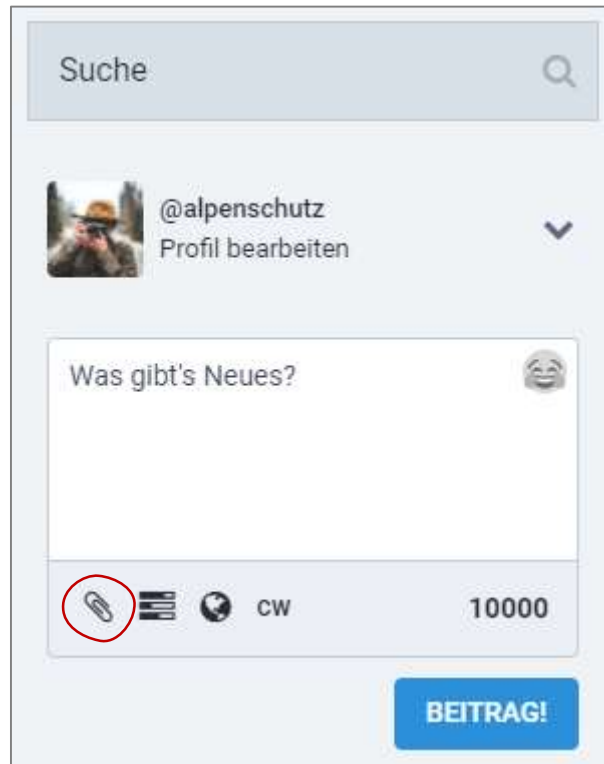 Suche
@alpenschutz
Profil bearbeiten
Was gibt's Neues?
CW 10000
BEITRAG!